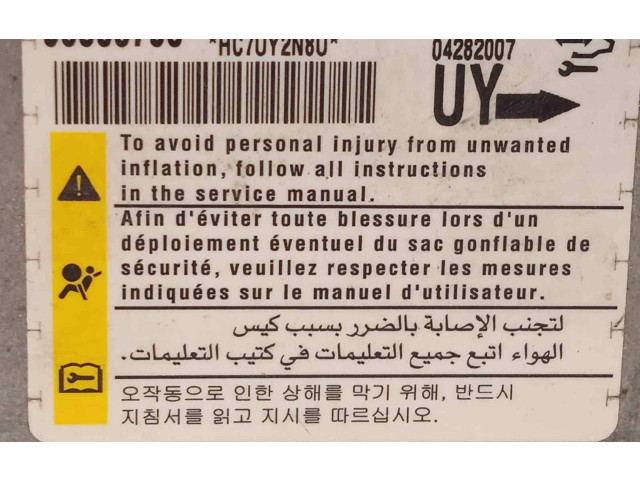 *HC7UY2N8U*
04282007
UY
To avoid personal injury from unwanted
inflation, follow all instructions
in the service manual.
Afin d'éviter toute blessure lors d'un
déploiement éventuel du sac gonflable de
sécurité, veuillez respecter les mesures
indiquées sur le manuel d'utilisateur.
لتجنب الإصابة بالضرر بسبب كيس
الهواء اتبع جميع التعليمات في كتيب التعليمات.
오작동으로 인한 상해를 막기 위해, 반드시
지침서를 읽고 지시를 따르십시오.